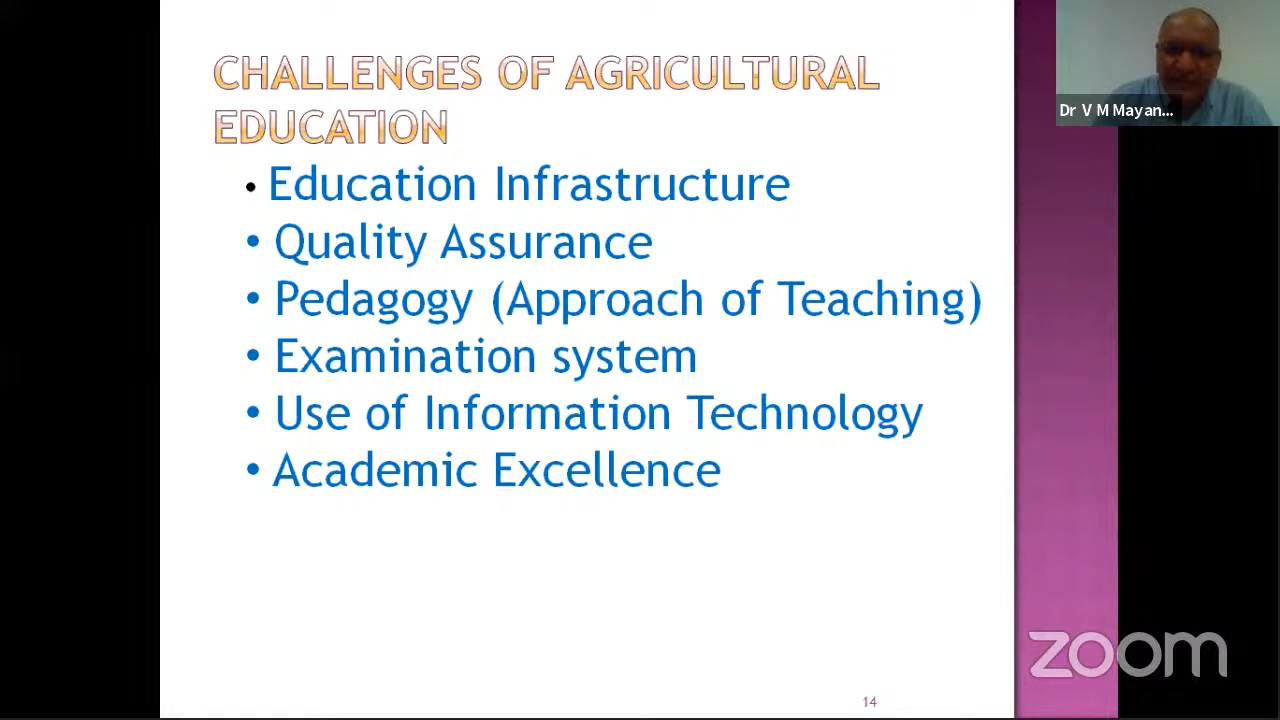 CHALLENGES OF AGRICULTURAL
EDUCATION
• Education Infrastructure
• Quality Assurance
• Pedagogy (Approach of Teaching)
• Examination system
• Use of Information Technology
• Academic Excellence
Dr V M Mayan...
zoom
14